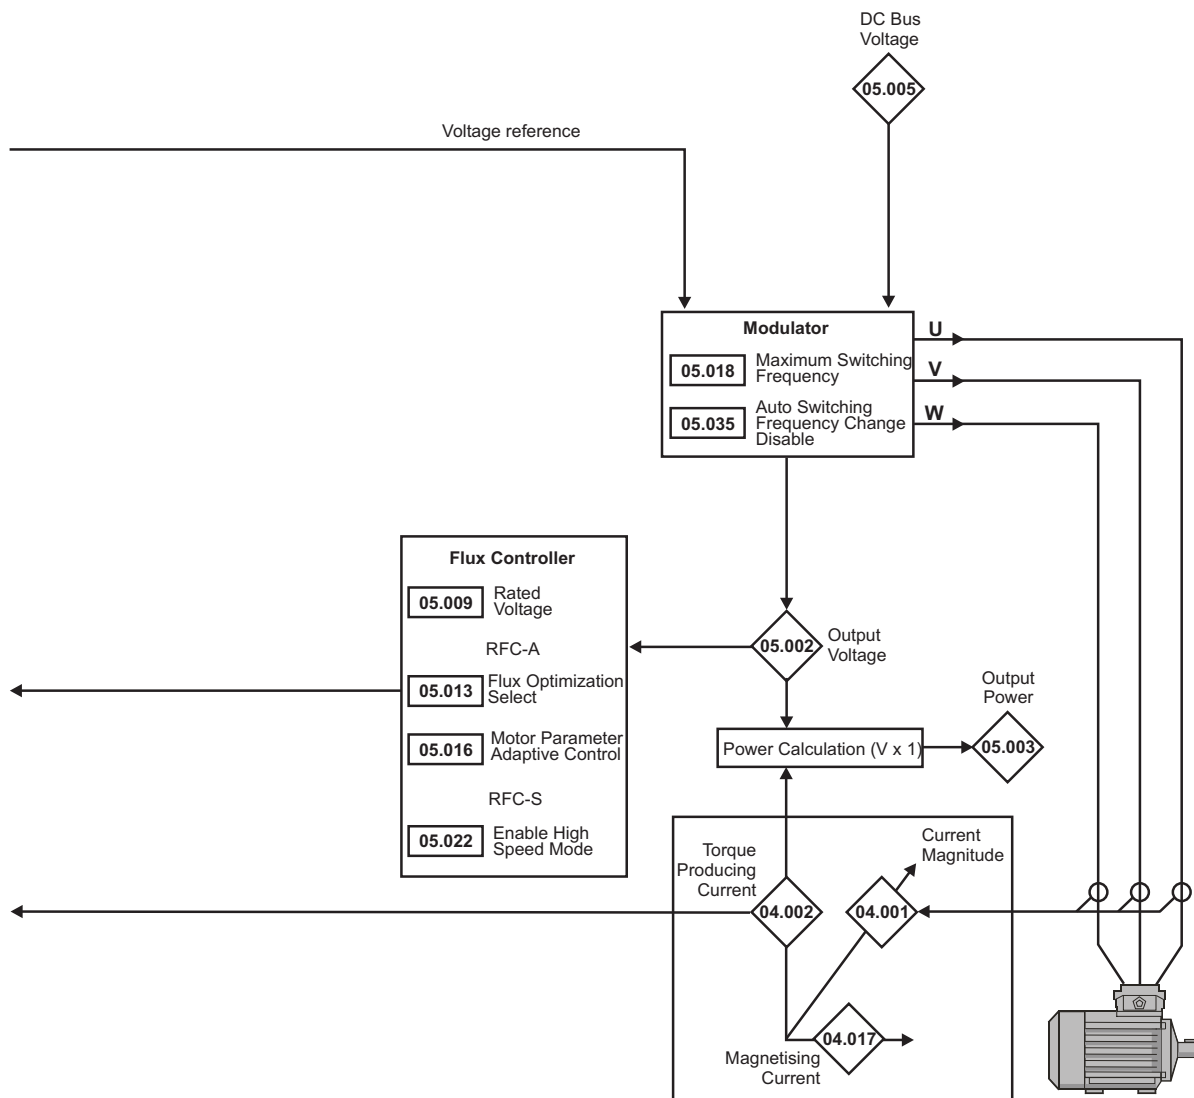 DC Bus
Voltage
05.005
Voltage reference
Modulator
05.018
Maximum Switching
Frequency
05.035
Auto Switching
Frequency Change
Disable
U
V
W
Flux Controller
05.009
Rated
Voltage
RFC-A
05.013
Flux Optimization
Select
05.016
Motor Parameter
Adaptive Control
RFC-S
05.022
Enable High
Speed Mode
05.002
Output
Voltage
Output
Power
05.003
Power Calculation (V x 1)
Torque
Producing
Current
04.002
Current
Magnitude
04.001
04.017
Magnetising
Current